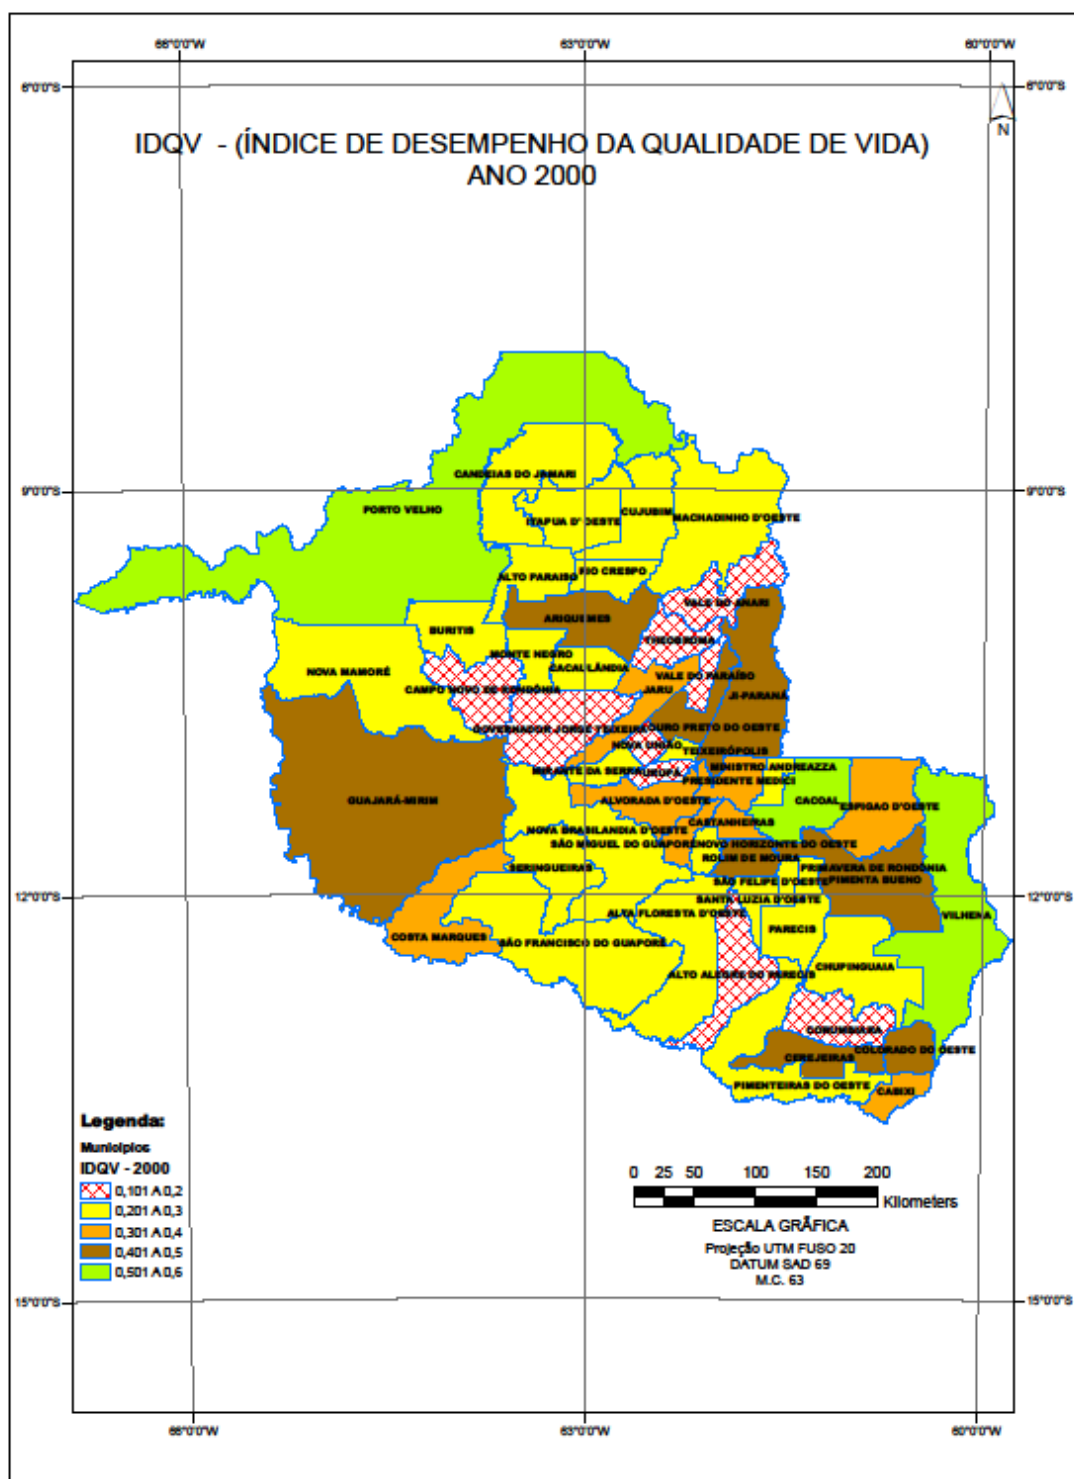 66°0'0"W 63°0'0"W 60°0'0"W
6°0'0"S 6°0'0"S
N
IDQV - (ÍNDICE DE DESEMPENHO DA QUALIDADE DE VIDA)
ANO 2000
CANDEIAS DO JAMARI
9°0'0"S 9°0'0"S
PORTO VELHO
ITAPUA D'OESTE
CUJUBIM
MACHADINHO D'OESTE
ALTO PARAISO
RIO CRESPO
VALE DO ANARI
ARIQUEMES
BURITIS
THEOBROMA
MONTE NEGRO
CACAULÂNDIA
NOVA MAMORÉ
VALE DO PARAÍSO
CAMPO NOVO DE RONDÔNIA
JARU
JI-PARANÁ
GOVERNADOR JORGE TEIXEIRA
OURO PRETO DO OESTE
NOVA UNIÃO
TEIXEIRÓPOLIS
MIRANTE DA SERRA
URUPA
MINISTRO ANDREAZZA
PRESIDENTE MEDICI
GUAJARÁ-MIRIM
ALVORADA D'OESTE
CACOAL
ESPIGAO D'OESTE
CASTANHEIRAS
NOVA BRASILANDIA D'OESTE
SÃO MIGUEL DO GUAPORÉ
NOVO HORIZONTE DO OESTE
ROLIM DE MOURA
SERINGUEIRAS
PRIMAVERA DE RONDÔNIA
SÃO FELIPE D'OESTE
PIMENTA BUENO
12°0'0"S 12°0'0"S
SANTA LUZIA D'OESTE
ALTA FLORESTA D'OESTE
VILHENA
PARECIS
COSTA MARQUES
SÃO FRANCISCO DO GUAPORÉ
CHUPINGUAIA
ALTO ALEGRE DO PARECIS
CORUMBIARA
COLORADO DO OESTE
CEREJEIRAS
PIMENTEIRAS DO OESTE
CABIXI
Legenda:
Municipios
IDQV - 2000
0,101 A 0,2
0,201 A 0,3
0,301 A 0,4
0,401 A 0,5
0,501 A 0,6
0 25 50 100 150 200
Kilometers
ESCALA GRÃFICA
Projeção UTM FUSO 20
DATUM SAD 69
M.C. 63
15°0'0"S 15°0'0"S
66°0'0"W 63°0'0"W 60°0'0"W